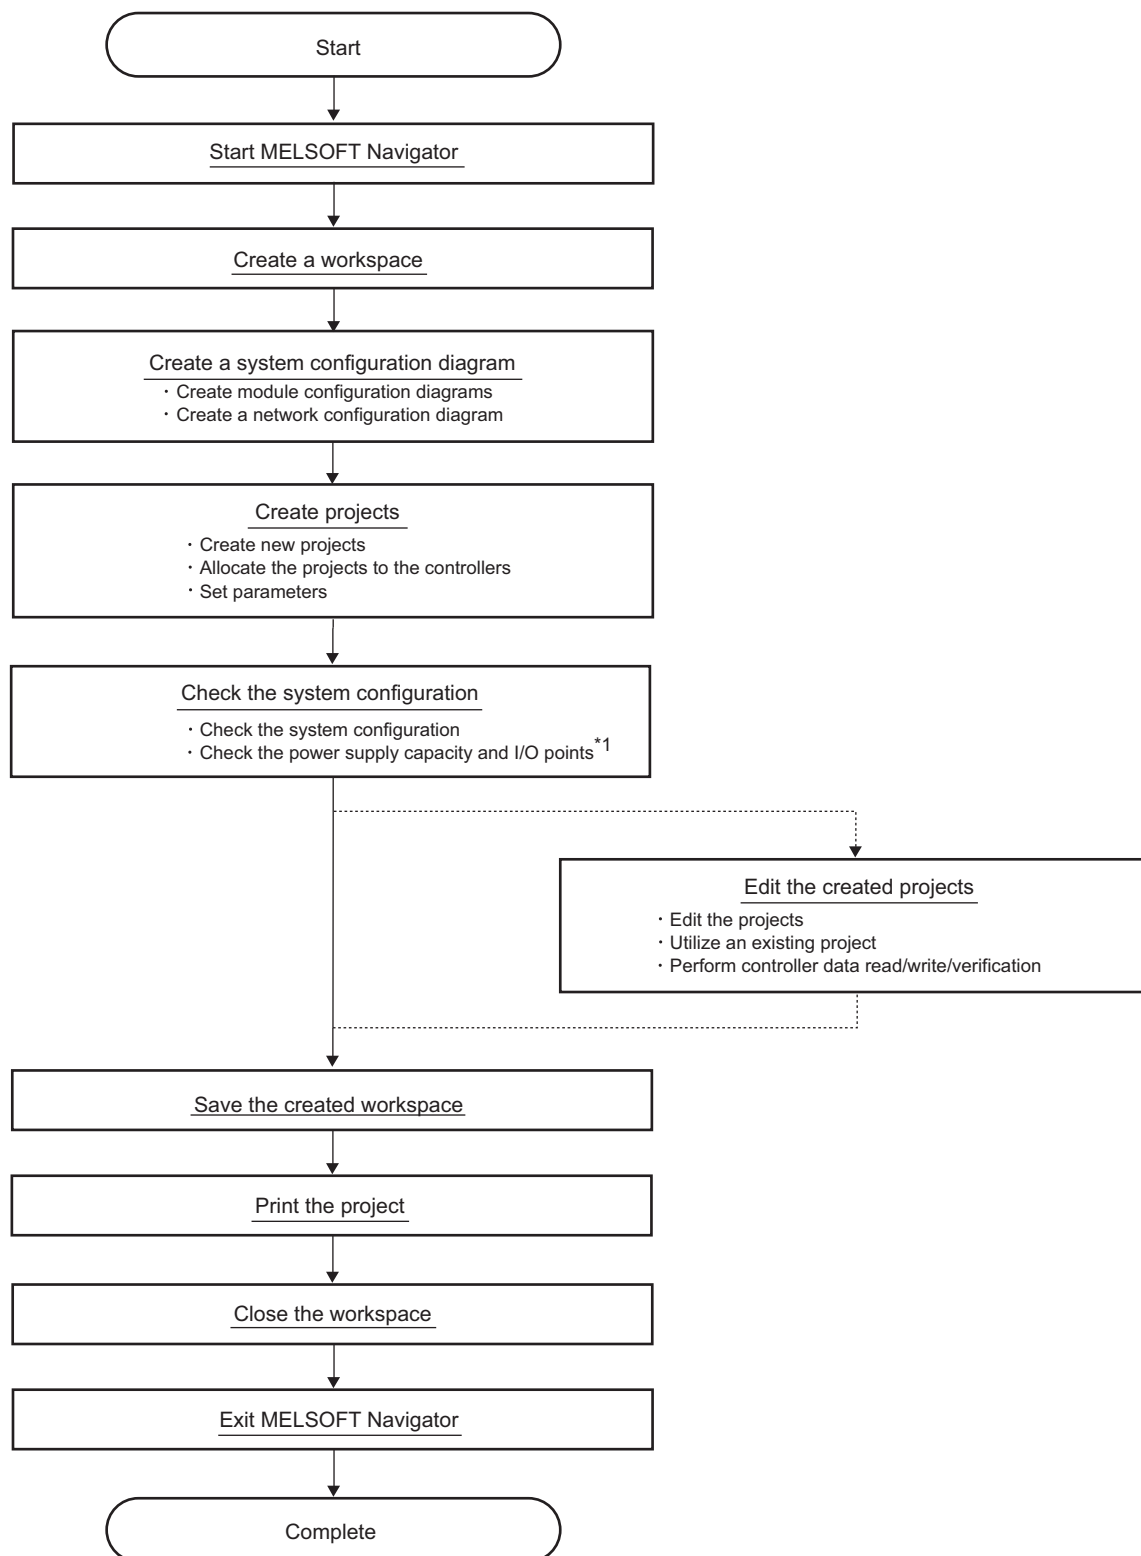 Start
Start MELSOFT Navigator
Create a workspace
Create a system configuration diagram
・Create module configuration diagrams
・Create a network configuration diagram
Create projects
・Create new projects
・Allocate the projects to the controllers
・Set parameters
Check the system configuration
・Check the system configuration
・Check the power supply capacity and I/O points*1
Edit the created projects
・Edit the projects
・Utilize an existing project
・Perform controller data read/write/verification
Save the created workspace
Print the project
Close the workspace
Exit MELSOFT Navigator
Complete